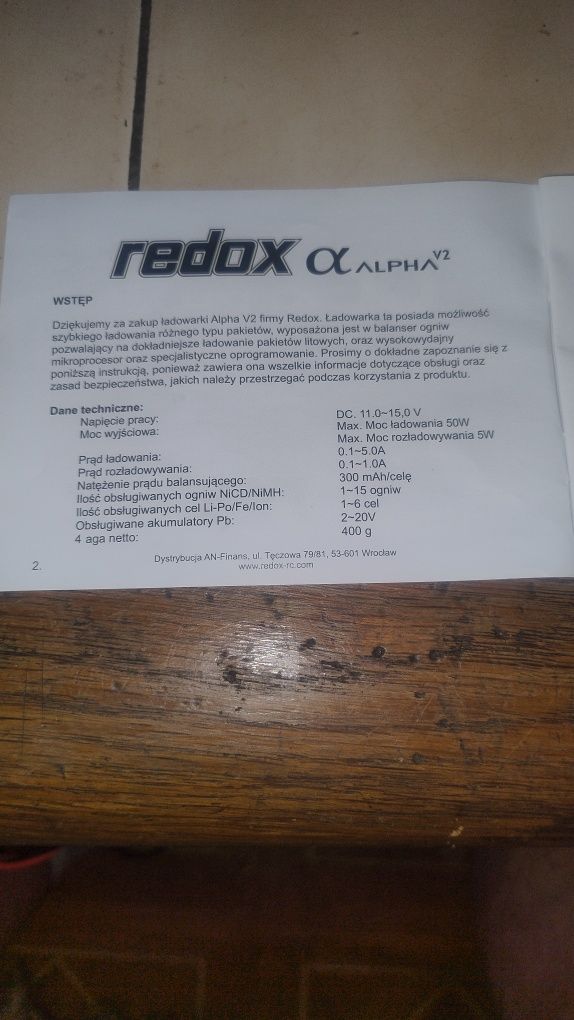 redox α ALPHA V2
WSTĘP
Dziękujemy za zakup ładowarki Alpha V2 firmy Redox. Ładowarka ta posiada możliwość
szybkiego ładowania różnego typu pakietów, wyposażona jest w balanser ogniw
pozwalający na dokładniejsze ładowanie pakietów litowych, oraz wysokowydajny
mikroprocesor oraz specjalistyczne oprogramowanie. Prosimy o dokładne zapoznanie się z
poniższą instrukcją, ponieważ zawiera ona wszelkie informacje dotyczące obsługi oraz
zasad bezpieczeństwa, jakich należy przestrzegać podczas korzystania z produktu.
Dane techniczne:
Napięcie pracy: DC. 11.0~15,0 V
Moc wyjściowa: Max. Moc ładowania 50W
Max. Moc rozładowywania 5W
Prąd ładowania: 0.1~5.0A
Prąd rozładowywania: 0.1~1.0A
Natężenie prądu balansującego: 300 mAh/celę
Ilość obsługiwanych ogniw NiCD/NiMH: 1~15 ogniw
Ilość obsługiwanych cel Li-Po/Fe/Ion: 1~6 cel
Obsługiwane akumulatory Pb: 2~20V
4 aga netto: 400 g
Dystrybucja AN-Finans, ul. Tęczowa 79/81, 53-601 Wrocław
www.redox-rc.com
2.